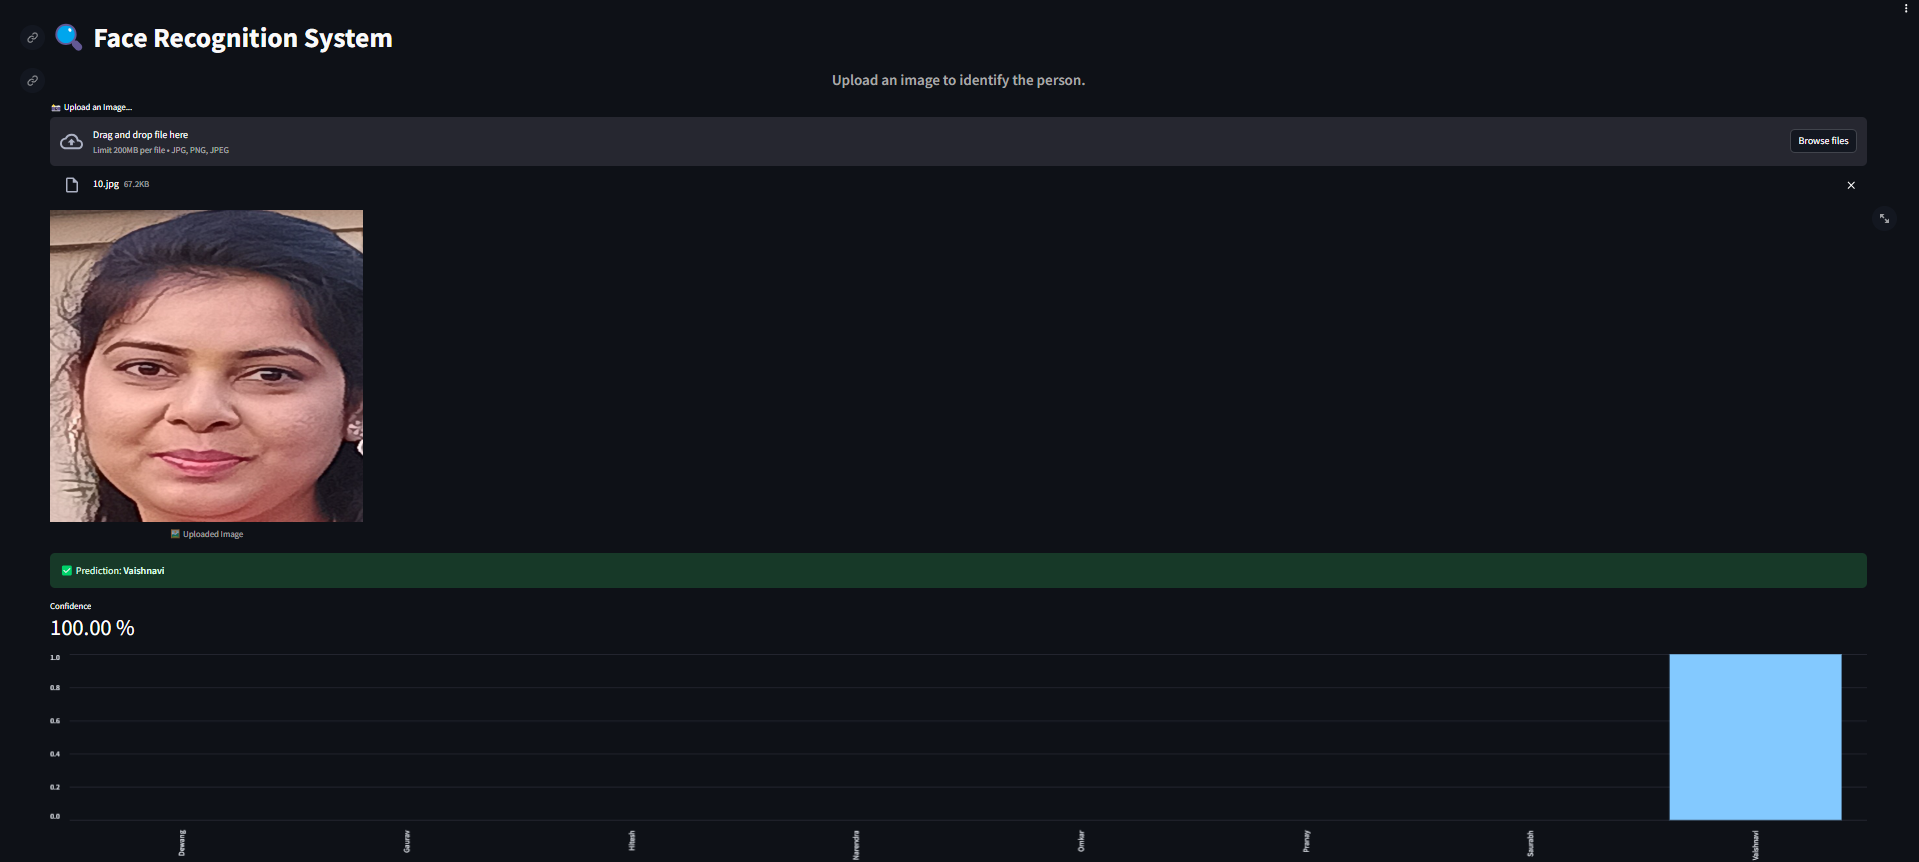 Face Recognition System
Upload an image to identify the person.
Upload an Image...
Drag and drop file here
Limit 200MB per file • JPG, PNG, JPEG
Browse files
10.jpg 67.2KB
Uploaded Image
Prediction: Vaishnavi
Confidence
100.00 %
1.0
0.8
0.6
0.4
0.2
0.0
Dewang
Gaurav
Hitesh
Narendra
Omkar
Pranay
Saurabh
Vaishnavi